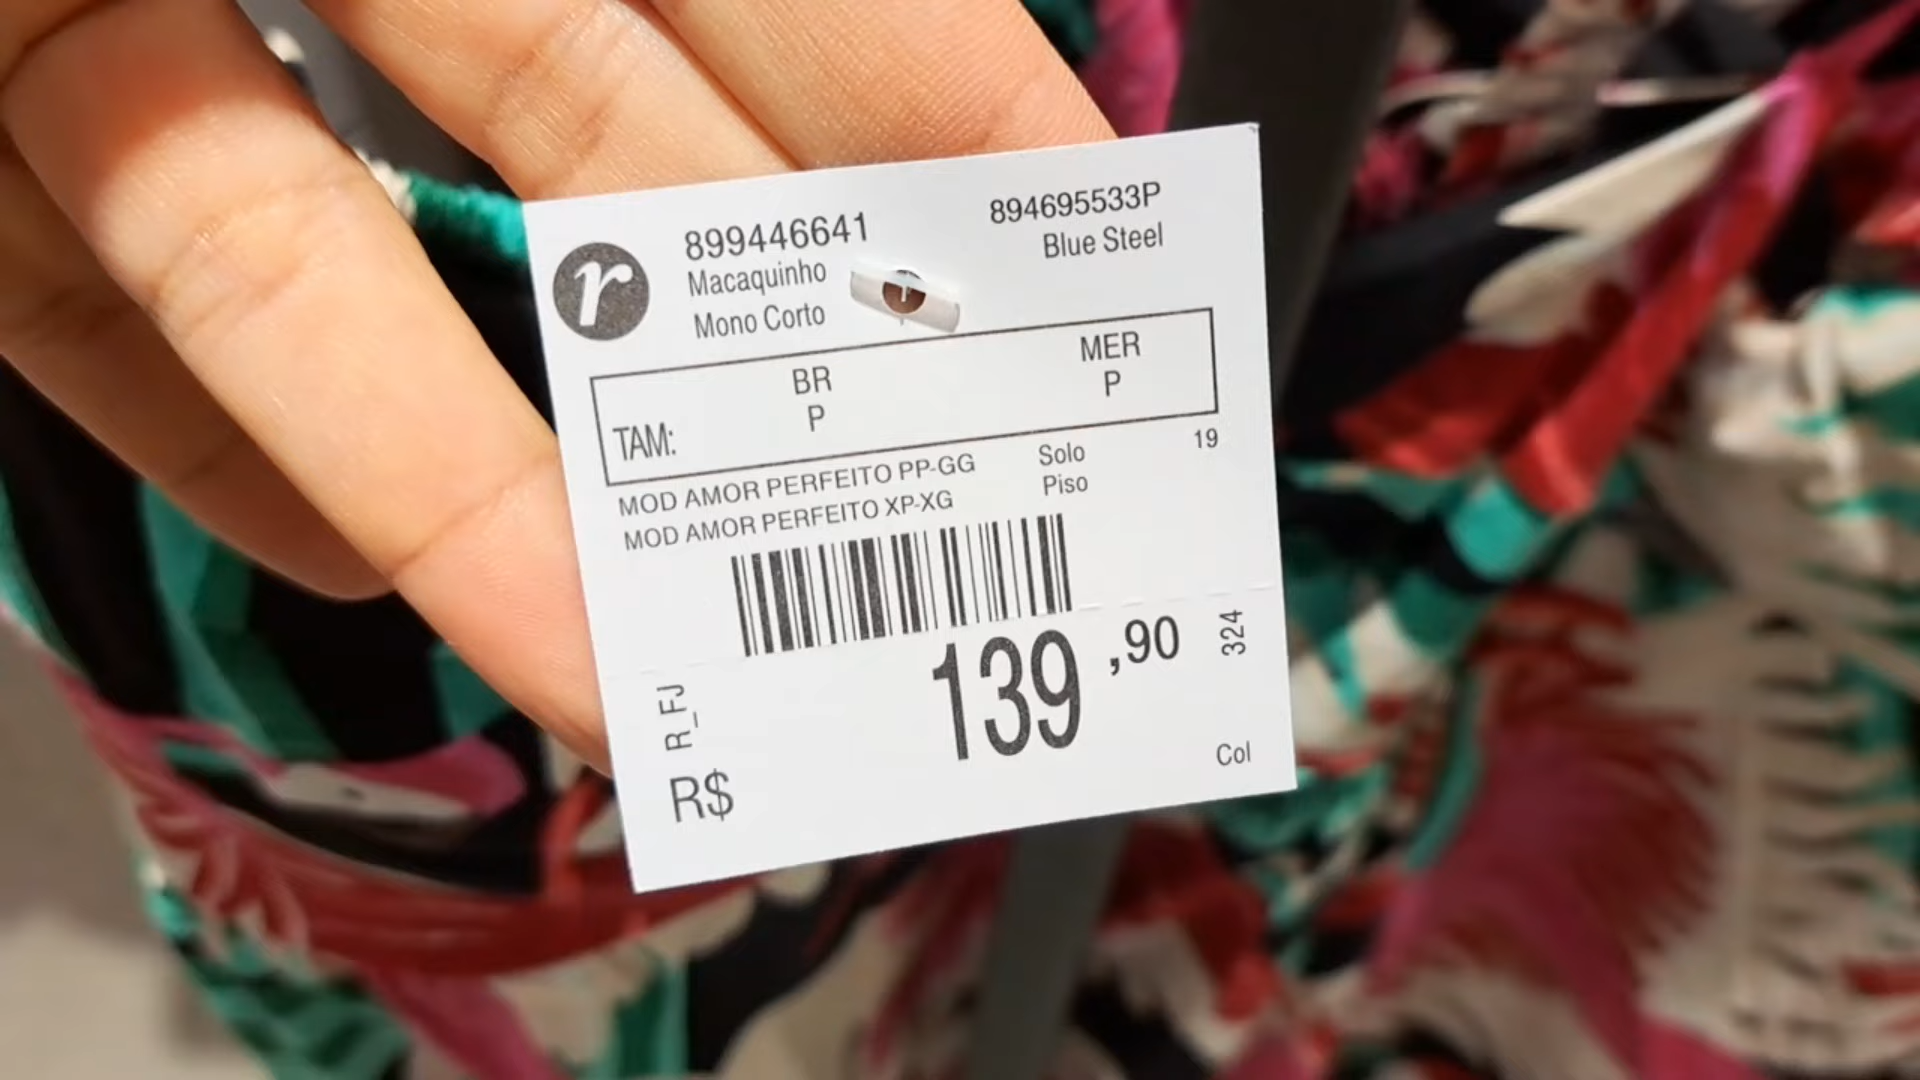 r
899446641
894695533P
Macaquinho
Blue Steel
Mono Corto
BR
MER
TAM:
P
P
MOD AMOR PERFEITO PP-GG
Solo
19
MOD AMOR PERFEITO XP-XG
Piso
139,90
324
R_FJ
R$
Col